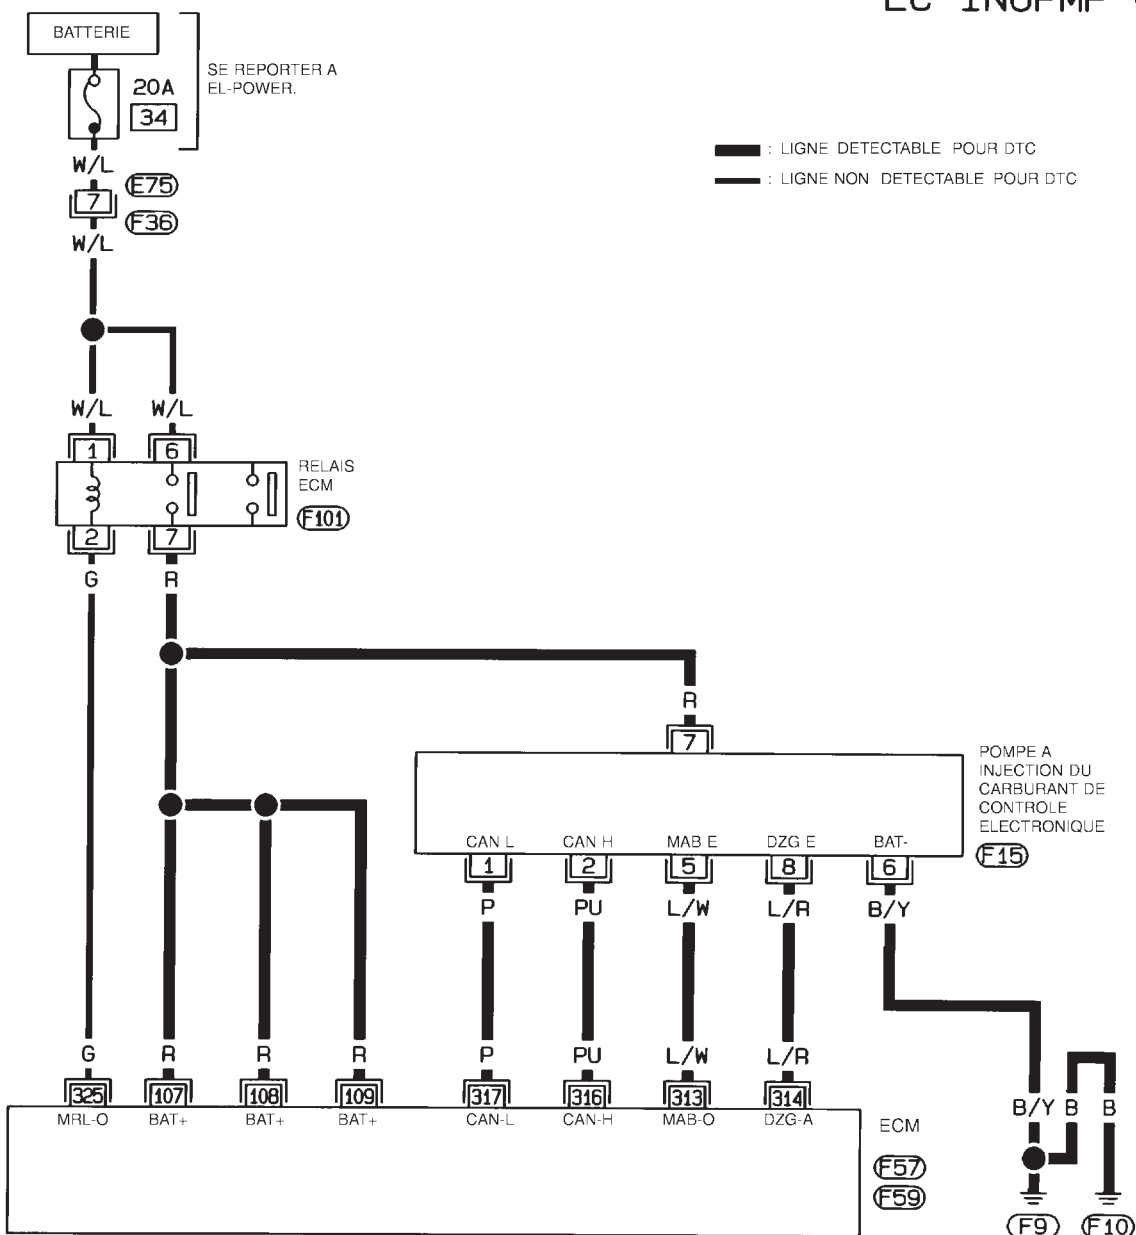 BATTERIE
SE REPORTER A
EL-POWER.
20A
34
W/L
E75
7
F36
W/L
: LIGNE DETECTABLE POUR DTC
: LIGNE NON DETECTABLE POUR DTC
W/L W/L
1 6
RELAIS
ECM
F101
2 7
G R
R
7
POMPE A
INJECTION DU
CARBURANT DE
CONTROLE
ELECTRONIQUE
F15
CAN L CAN H MAB E DZG E BAT-
1 2 5 8 6
P PU L/W L/R B/Y
G R R R P PU L/W L/R
325 107 108 109 317 316 313 314
MRL-O BAT+ BAT+ BAT+ CAN-L CAN-H MAB-O DZG-A
ECM
F57
F59
B/Y B B
F9 F10